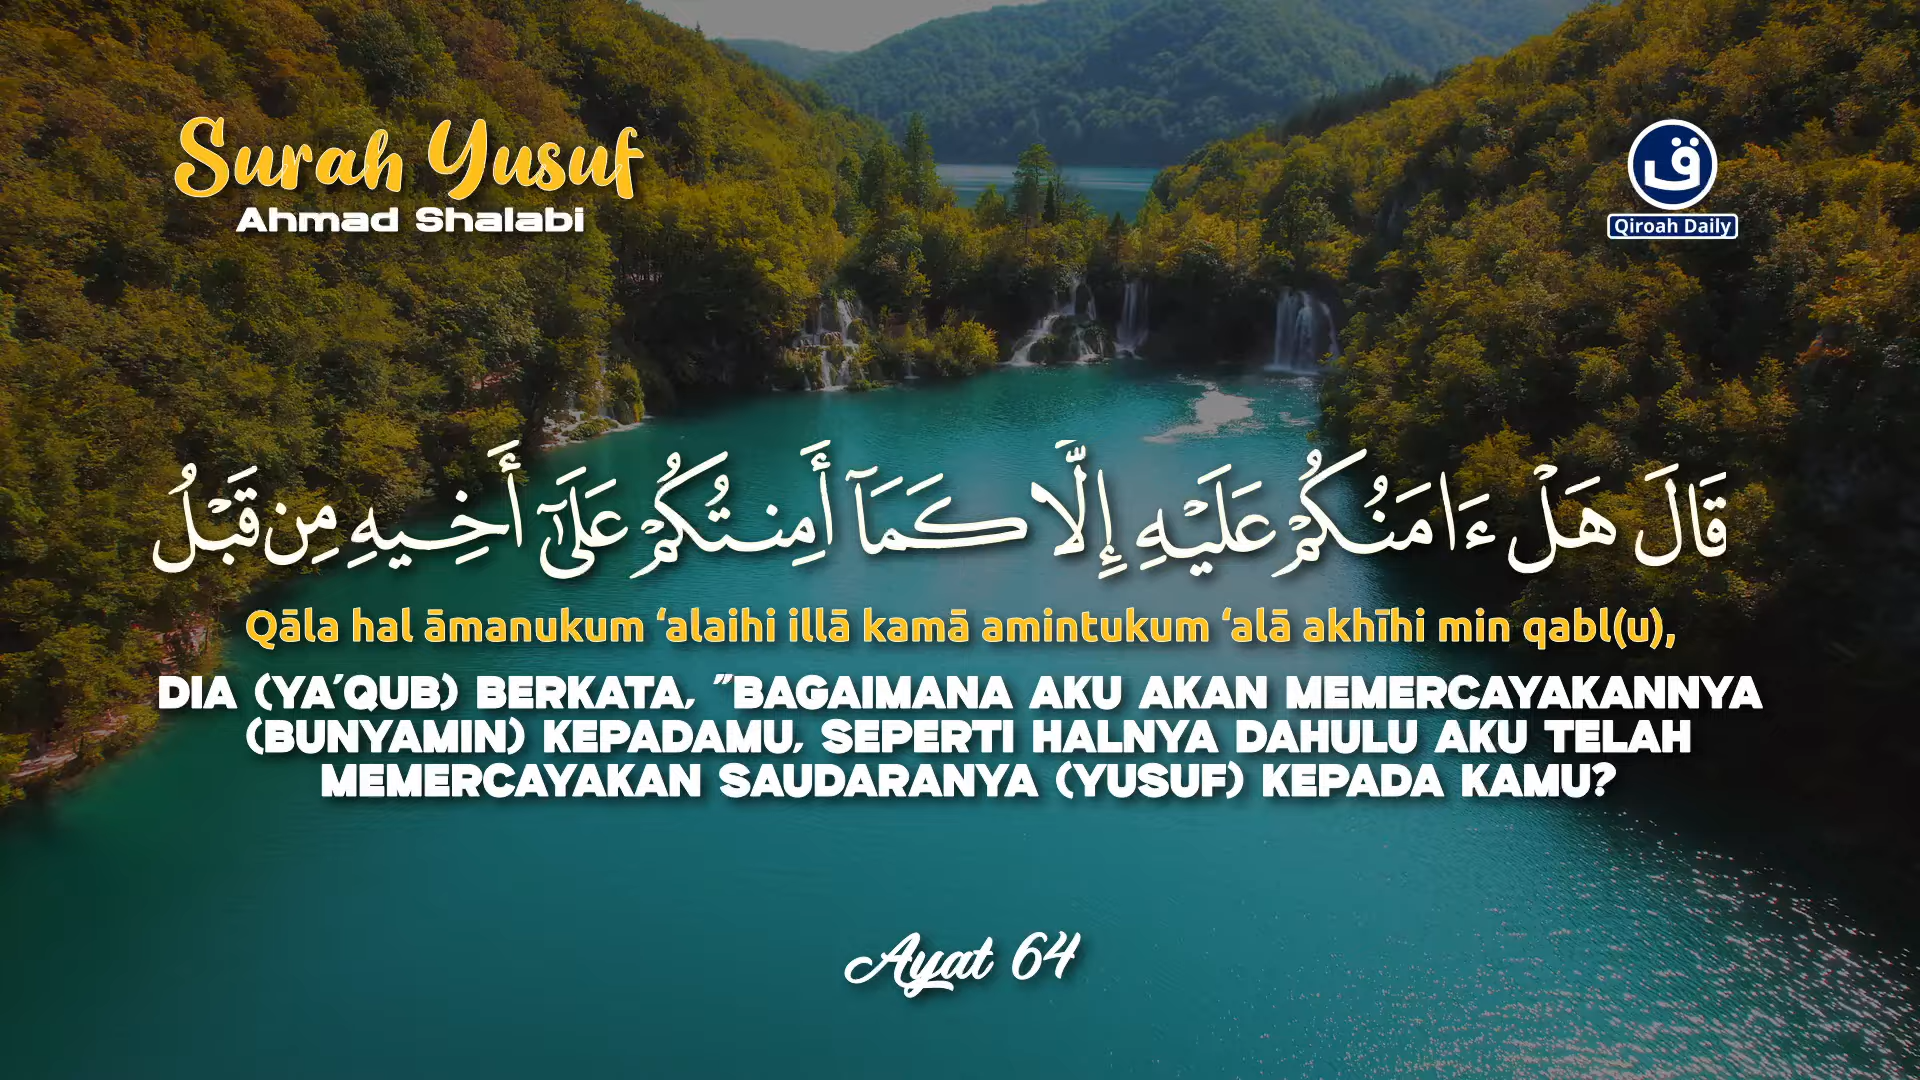 Surah Yusuf
Ahmad Shalabi
ق
Qiroah Daily
قَالَ هَلْ ءَامَنُكُمْ عَلَيْهِ إِلَّا كَمَآ أَمِنتُكُمْ عَلَىٰٓ أَخِيهِ مِن قَبْلُ
Qāla hal āmanukum ‘alaihi illā kamā amintukum ‘alā akhīhi min qabl(u),
DIA (YA'QUB) BERKATA, "BAGAIMANA AKU AKAN MEMERCAYAKANNYA
(BUNYAMIN) KEPADAMU, SEPERTI HALNYA DAHULU AKU TELAH
MEMERCAYAKAN SAUDARANYA (YUSUF) KEPADA KAMU?
Ayat 64